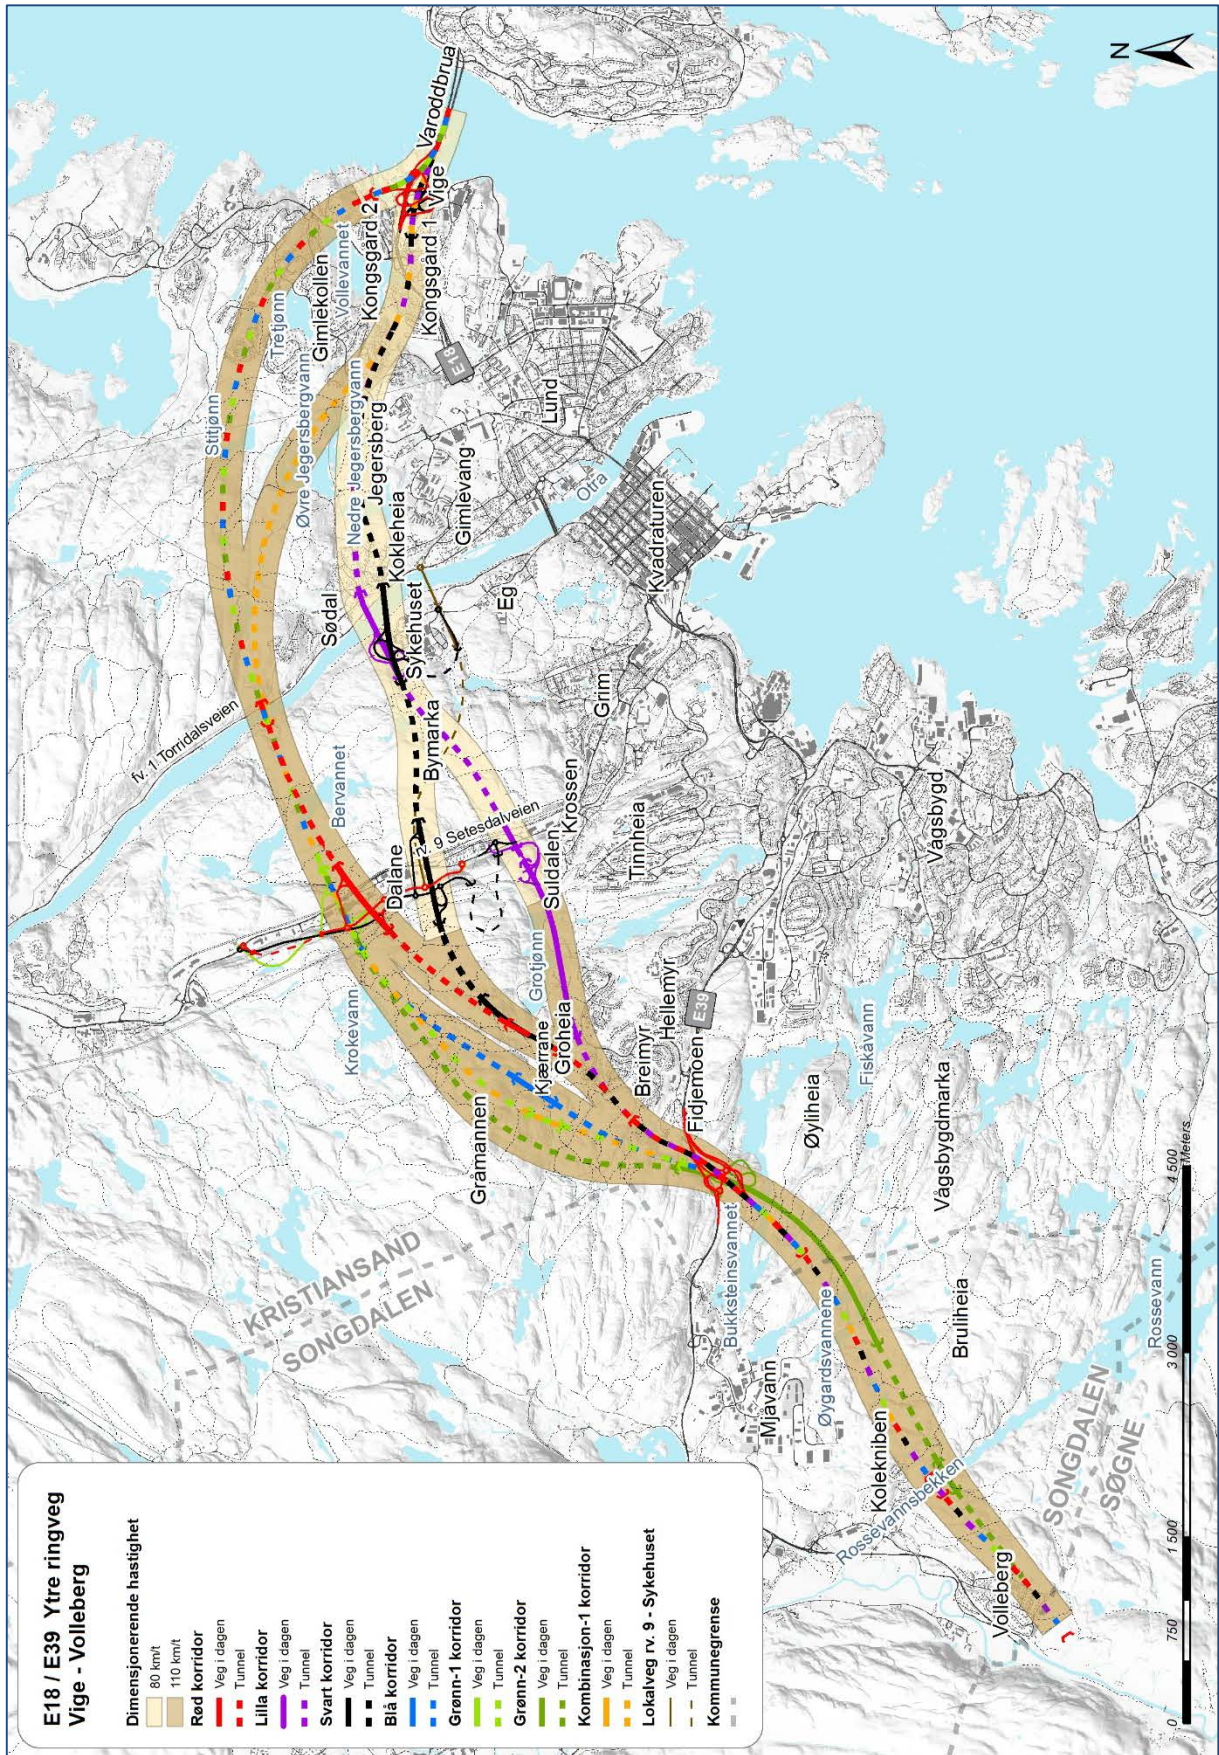 E18 / E39 Ytre ringveg
Vige - Volleberg
Dimensjonerende hastighet
80 km/t
110 km/t
Rød korridor
Veg i dagen
Tunnel
Lilla korridor
Veg i dagen
Tunnel
Svart korridor
Veg i dagen
Tunnel
Blå korridor
Veg i dagen
Tunnel
Grønn-1 korridor
Veg i dagen
Tunnel
Grønn-2 korridor
Veg i dagen
Tunnel
Kombinasjon-1 korridor
Veg i dagen
Tunnel
Lokalveg rv. 9 - Sykehuset
Veg i dagen
Tunnel
Kommunegrense
N
Varoddbrua
Vige
Kongsgård 2
Kongsgård 1
Vollevannet
Gimlekollen
Tretjønn
Stitjønn
Øvre Jegersbergvann
Nedre Jegersbergvann
Jegersberg
E18
Lund
Gimlevang
Kokleheia
Otra
Kvadraturen
Sødal
Sykehuset
Eg
Grim
fv. 1 Torridalsveien
Bymarka
Bervannet
9 Setesdalveien
Krossen
Dalane
Suldalen
Tinnheia
Vågsbygd
Krokevann
Grotjønn
Kjærrane
Groheia
Hellemyr
Breimyr
E39
Fidjemoen
Gråmannen
Fiskåvann
Øyliheia
Vågsbygdmarka
KRISTIANSAND
SONGDALEN
Bukksteinsvannet
Mjåvann
Øygardsvannene
Bruliheia
Rossevann
Kolekniben
Rossevannsbekken
SONGDALEN
SØGNE
Volleberg
0
750
1 500
3 000
4 500
Meters